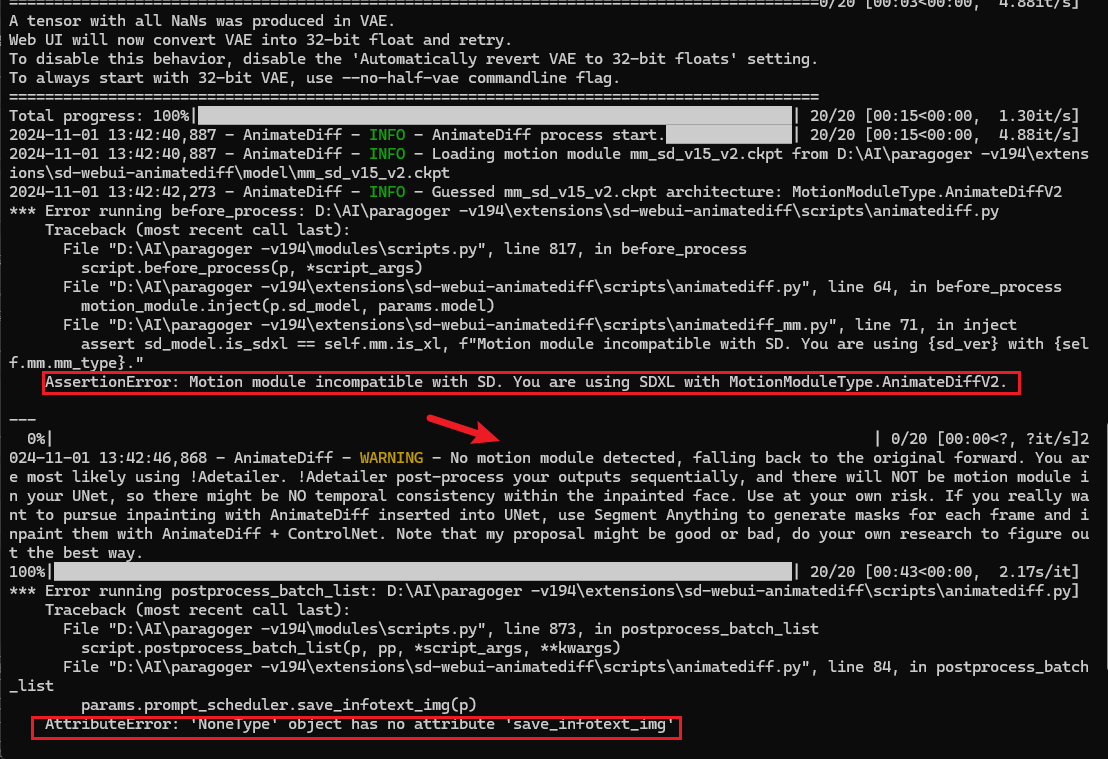 ================================================================================0/20 [00:03<00:00,  4.88it/s]
A tensor with all NaNs was produced in VAE.
Web UI will now convert VAE into 32-bit float and retry.
To disable this behavior, disable the 'Automatically revert VAE to 32-bit floats' setting.
To always start with 32-bit VAE, use --no-half-vae commandline flag.
================================================================================
Total progress: 100%| | 20/20 [00:15<00:00,  1.30it/s]
2024-11-01 13:42:40,887 - AnimateDiff - INFO - AnimateDiff process start. | 20/20 [00:15<00:00,  4.88it/s]
2024-11-01 13:42:40,887 - AnimateDiff - INFO - Loading motion module mm_sd_v15_v2.ckpt from D:\AI\paragoger -v194\extens
ions\sd-webui-animatediff\model\mm_sd_v15_v2.ckpt
2024-11-01 13:42:42,273 - AnimateDiff - INFO - Guessed mm_sd_v15_v2.ckpt architecture: MotionModuleType.AnimateDiffV2
*** Error running before_process: D:\AI\paragoger -v194\extensions\sd-webui-animatediff\scripts\animatediff.py
    Traceback (most recent call last):
      File "D:\AI\paragoger -v194\modules\scripts.py", line 817, in before_process
        script.before_process(p, *script_args)
      File "D:\AI\paragoger -v194\extensions\sd-webui-animatediff\scripts\animatediff.py", line 64, in before_process
        motion_module.inject(p.sd_model, params.model)
      File "D:\AI\paragoger -v194\extensions\sd-webui-animatediff\scripts\animatediff_mm.py", line 71, in inject
        assert sd_model.is_sdxl == self.mm.is_xl, f"Motion module incompatible with SD. You are using {sd_ver} with {sel
f.mm.mm_type}."
    AssertionError: Motion module incompatible with SD. You are using SDXL with MotionModuleType.AnimateDiffV2.
---
  0%| | 0/20 [00:00<?, ?it/s]2
024-11-01 13:42:46,868 - AnimateDiff - WARNING - No motion module detected, falling back to the original forward. You ar
e most likely using !Adetailer. !Adetailer post-process your outputs sequentially, and there will NOT be motion module i
n your UNet, so there might be NO temporal consistency within the inpainted face. Use at your own risk. If you really wa
nt to pursue inpainting with AnimateDiff inserted into UNet, use Segment Anything to generate masks for each frame and i
npaint them with AnimateDiff + ControlNet. Note that my proposal might be good or bad, do your own research to figure ou
t the best way.
100%| | 20/20 [00:43<00:00,  2.17s/it]
*** Error running postprocess_batch_list: D:\AI\paragoger -v194\extensions\sd-webui-animatediff\scripts\animatediff.py]
    Traceback (most recent call last):
      File "D:\AI\paragoger -v194\modules\scripts.py", line 873, in postprocess_batch_list
        script.postprocess_batch_list(p, pp, *script_args, **kwargs)
      File "D:\AI\paragoger -v194\extensions\sd-webui-animatediff\scripts\animatediff.py", line 84, in postprocess_batch
_list
        params.prompt_scheduler.save_infotext_img(p)
    AttributeError: 'NoneType' object has no attribute 'save_infotext_img'